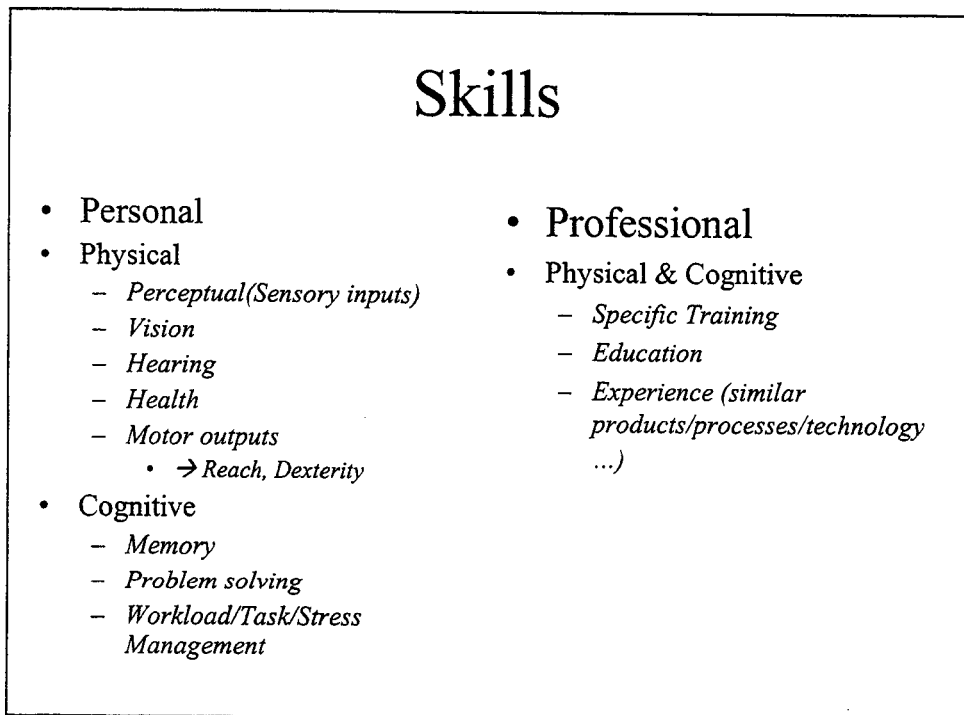 Skills
• Personal
• Physical
– Perceptual(Sensory inputs)
– Vision
– Hearing
– Health
– Motor outputs
• → Reach, Dexterity
• Cognitive
– Memory
– Problem solving
– Workload/Task/Stress
Management
• Professional
• Physical & Cognitive
– Specific Training
– Education
– Experience (similar
products/processes/technology
...)